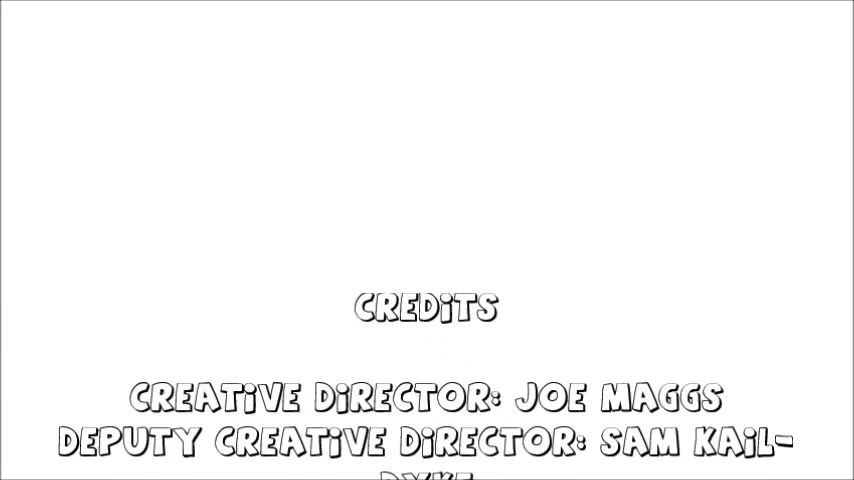 CREDiTS
CREATiVE DiRECTOR: JOE MAGGS
DEPUTY CREATiVE DiRECTOR: SAM KAiL-